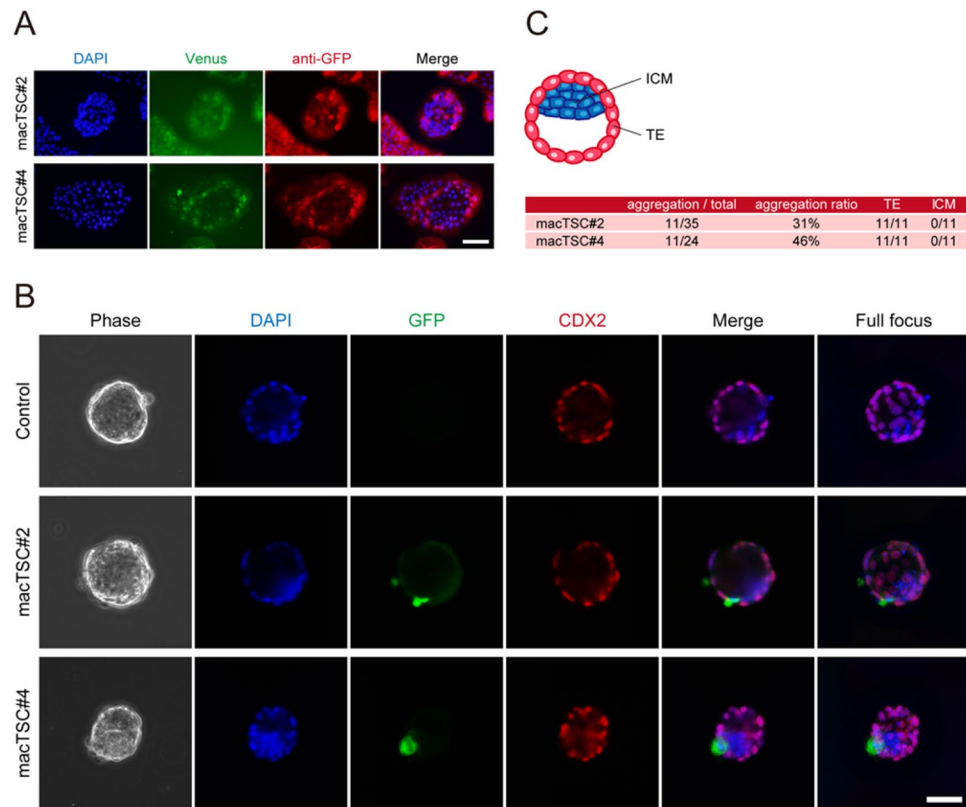 A
DAPI Venus anti-GFP Merge
macTSC#2
macTSC#4
C
ICM
TE
aggregation / total aggregation ratio TE ICM
macTSC#2 11/35 31% 11/11 0/11
macTSC#4 11/24 46% 11/11 0/11
B
Phase DAPI GFP CDX2 Merge Full focus
Control
macTSC#2
macTSC#4